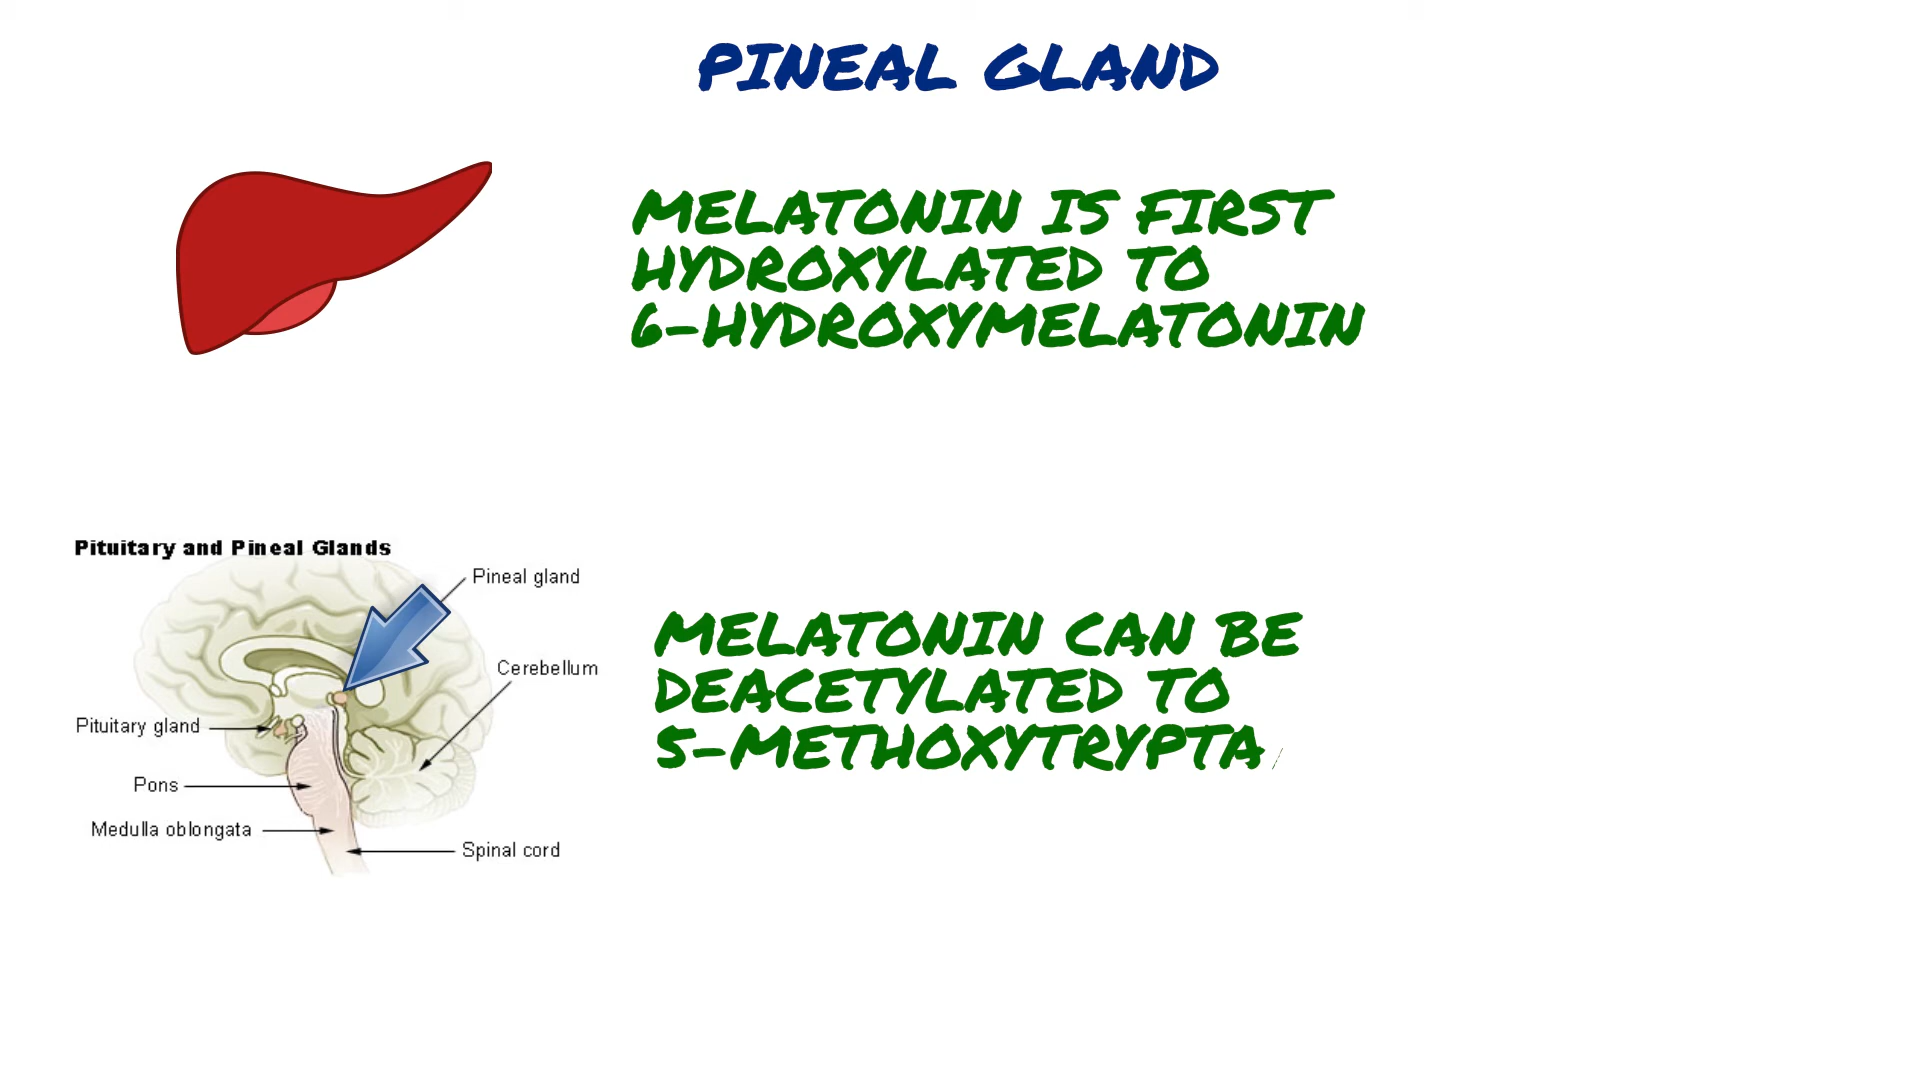 PINEAL GLAND
MELATONIN IS FIRST
HYDROXYLATED TO
6-HYDROXYMELATONIN
Pituitary and Pineal Glands
Pineal gland
Cerebellum
Pituitary gland
Pons
Medulla oblongata
Spinal cord
MELATONIN CAN BE
DEACETYLATED TO
5-METHOXYTRYPTA